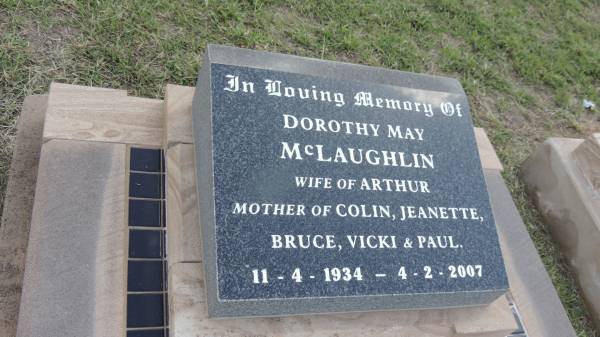 In Loving Memory Of
DOROTHY MAY
McLAUGHLIN
WIFE OF ARTHUR
MOTHER OF COLIN, JEANETTE,
BRUCE, VICKI & PAUL.
11 - 4 - 1934 – 4 - 2 - 2007